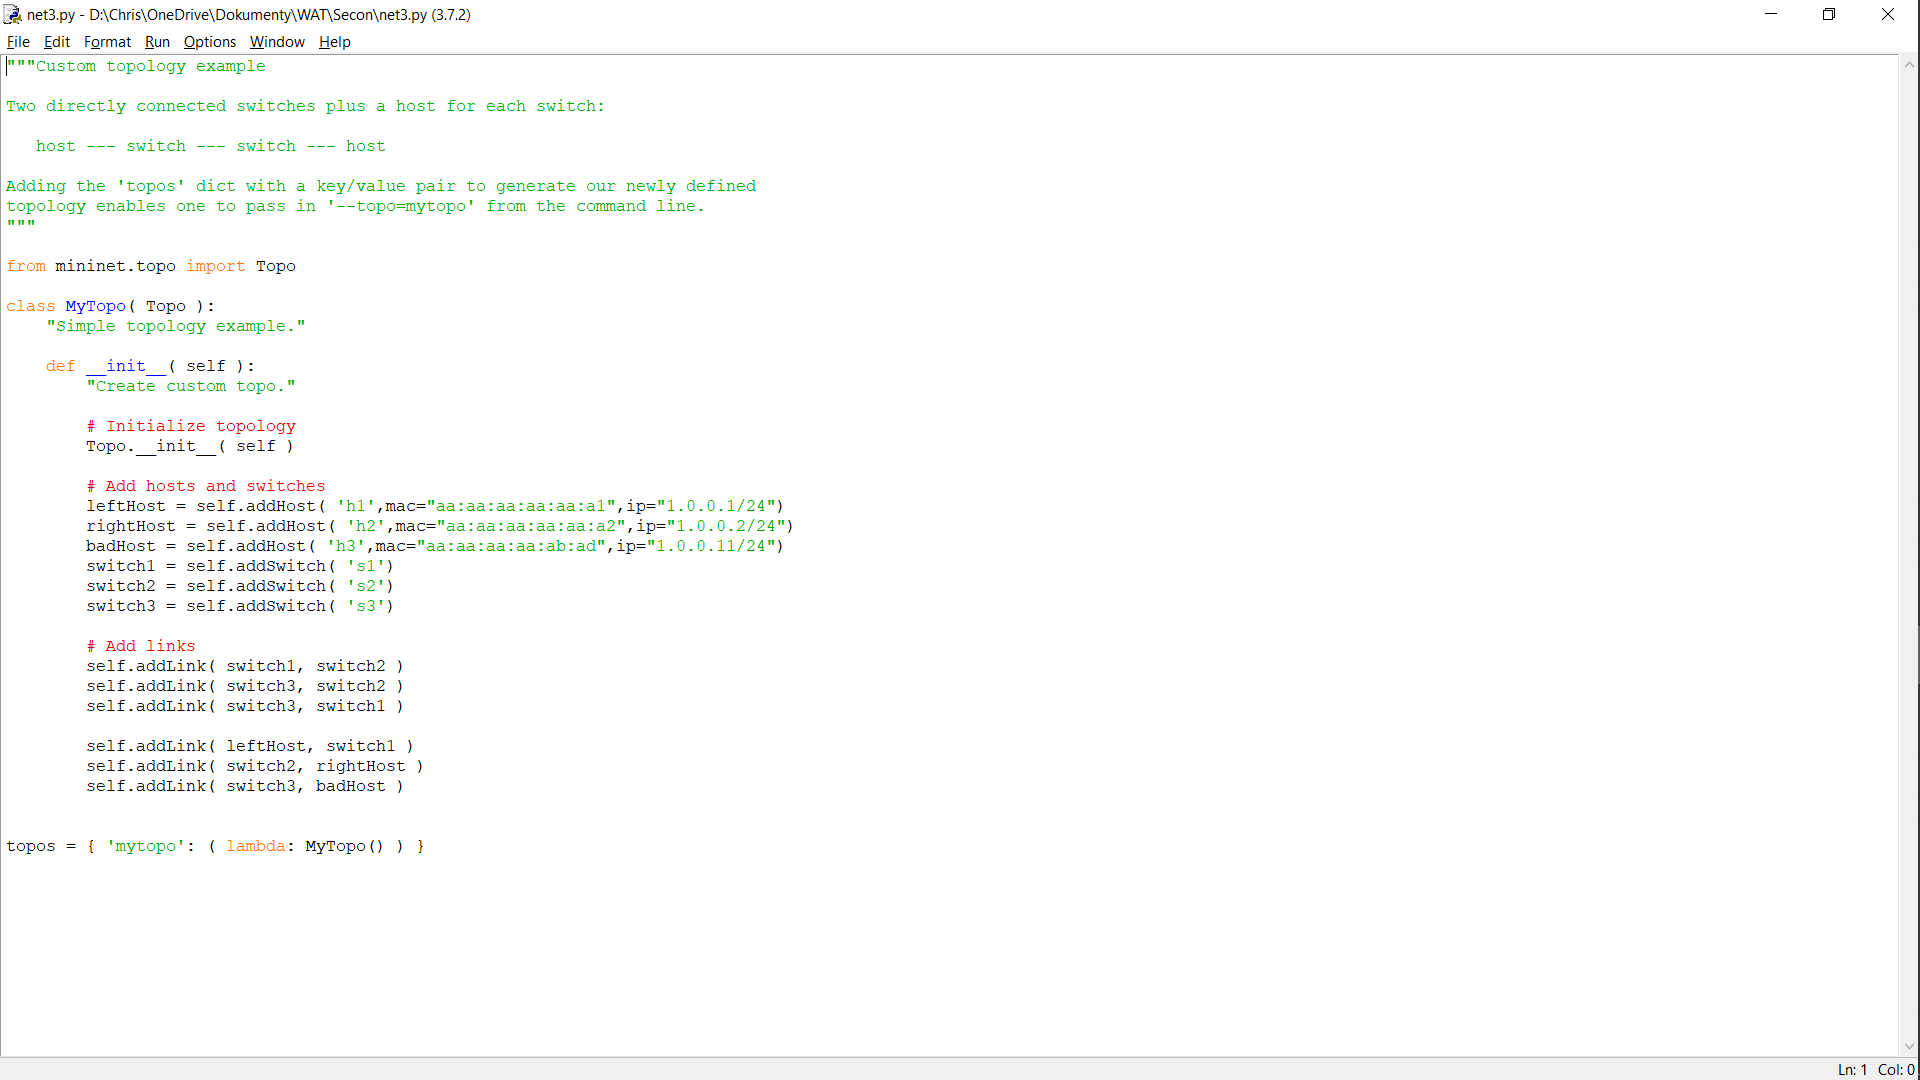 net3.py - D:\Chris\OneDrive\Dokumenty\WAT\Secon\net3.py (3.7.2)
File Edit Format Run Options Window Help
"""Custom topology example
Two directly connected switches plus a host for each switch:
   host --- switch --- switch --- host
Adding the 'topos' dict with a key/value pair to generate our newly defined
topology enables one to pass in '--topo=mytopo' from the command line.
"""
from mininet.topo import Topo
class MyTopo( Topo ):
    "Simple topology example."
    def __init__( self ):
        "Create custom topo."
        # Initialize topology
        Topo.__init__( self )
        # Add hosts and switches
        leftHost = self.addHost( 'h1',mac="aa:aa:aa:aa:aa:a1",ip="1.0.0.1/24")
        rightHost = self.addHost( 'h2',mac="aa:aa:aa:aa:aa:a2",ip="1.0.0.2/24")
        badHost = self.addHost( 'h3',mac="aa:aa:aa:aa:ab:ad",ip="1.0.0.11/24")
        switch1 = self.addSwitch( 's1')
        switch2 = self.addSwitch( 's2')
        switch3 = self.addSwitch( 's3')
        # Add links
        self.addLink( switch1, switch2 )
        self.addLink( switch3, switch2 )
        self.addLink( switch3, switch1 )
        self.addLink( leftHost, switch1 )
        self.addLink( switch2, rightHost )
        self.addLink( switch3, badHost )
topos = { 'mytopo': ( lambda: MyTopo() ) }
Ln: 1 Col: 0